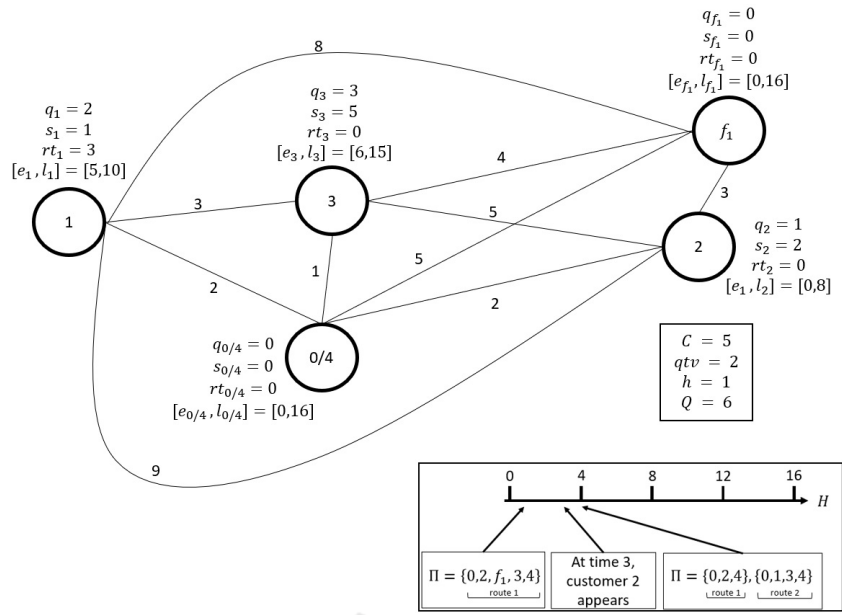 q_{f_1} = 0
s_{f_1} = 0
rt_{f_1} = 0
[e_{f_1}, l_{f_1}] = [0,16]
f_1
8
q_1 = 2
s_1 = 1
rt_1 = 3
[e_1, l_1] = [5,10]
1
q_3 = 3
s_3 = 5
rt_3 = 0
[e_3, l_3] = [6,15]
3
4
3
5
3
2
q_2 = 1
s_2 = 2
rt_2 = 0
[e_1, l_2] = [0,8]
2
1
5
2
q_{0/4} = 0
s_{0/4} = 0
rt_{0/4} = 0
[e_{0/4}, l_{0/4}] = [0,16]
0/4
C = 5
qtv = 2
h = 1
Q = 6
9
0 4 8 12 16
H
Π = {0,2, f_1, 3,4}
route 1
At time 3,
customer 2
appears
Π = {0,2,4}, {0,1,3,4}
route 1 route 2